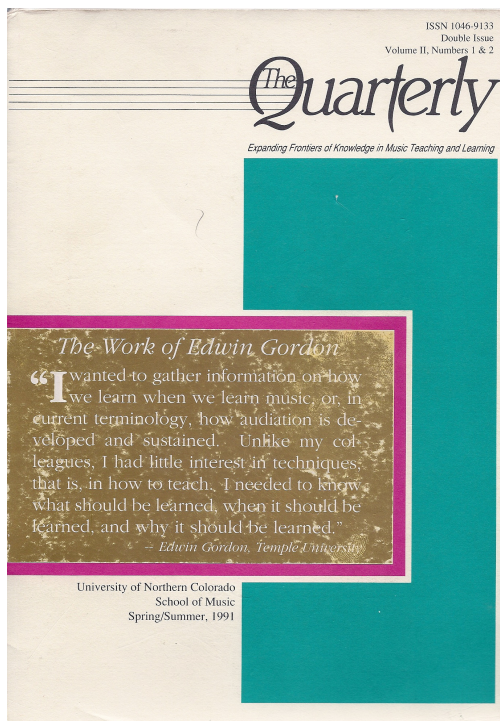 ISSN 1046-9133
Double Issue
Volume II, Numbers 1 & 2
The Quarterly
Expanding Frontiers of Knowledge in Music Teaching and Learning
The Work of Edwin Gordon
“I wanted to gather information on how
we learn when we learn music, or, in
current terminology, how audiation is de-
veloped and sustained. Unlike my col-
leagues, I had little interest in techniques;
that is, in how to teach. I needed to know
what should be learned, when it should be
learned, and why it should be learned.”
– Edwin Gordon, Temple University
University of Northern Colorado
School of Music
Spring/Summer, 1991